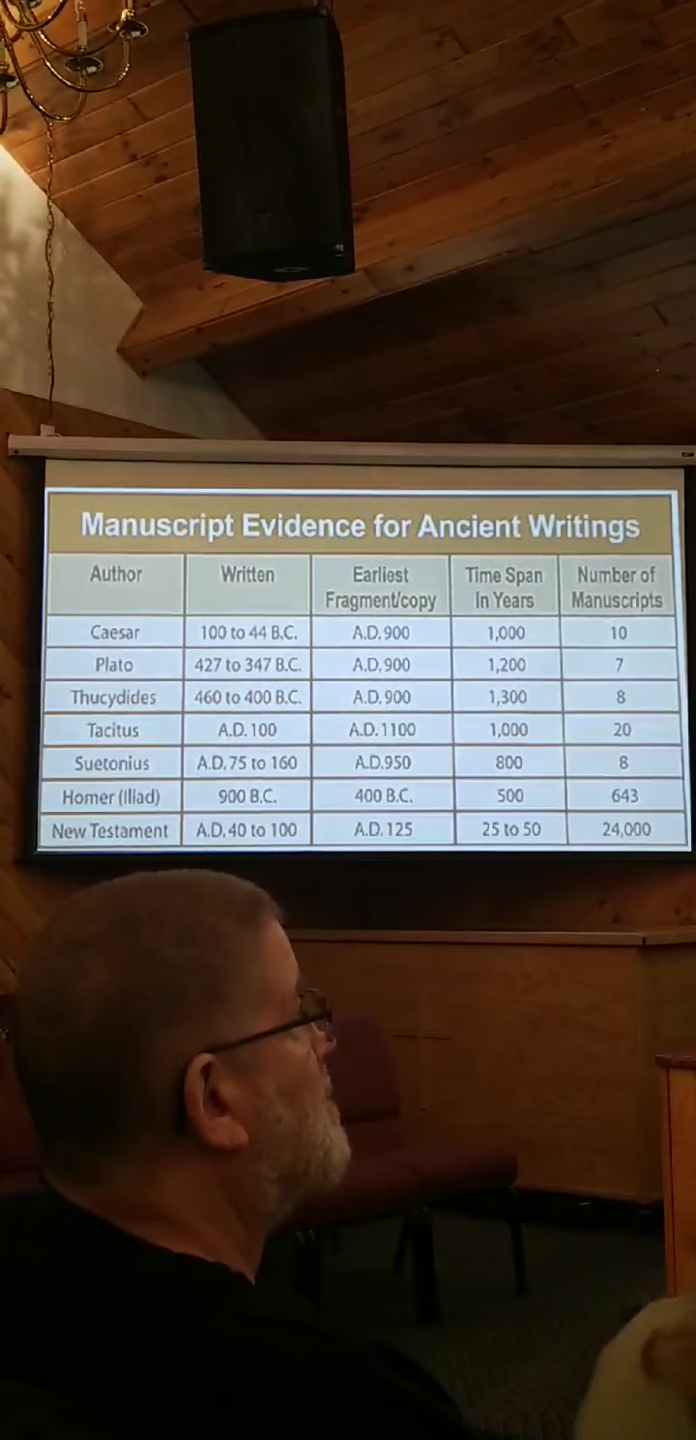 Manuscript Evidence for Ancient Writings
Author Written Earliest Fragment/copy Time Span In Years Number of Manuscripts
Caesar 100 to 44 B.C. A.D. 900 1,000 10
Plato 427 to 347 B.C. A.D. 900 1,200 7
Thucydides 460 to 400 B.C. A.D. 900 1,300 8
Tacitus A.D. 100 A.D. 1100 1,000 20
Suetonius A.D. 75 to 160 A.D.950 800 8
Homer (Iliad) 900 B.C. 400 B.C. 500 643
New Testament A.D. 40 to 100 A.D. 125 25 to 50 24,000